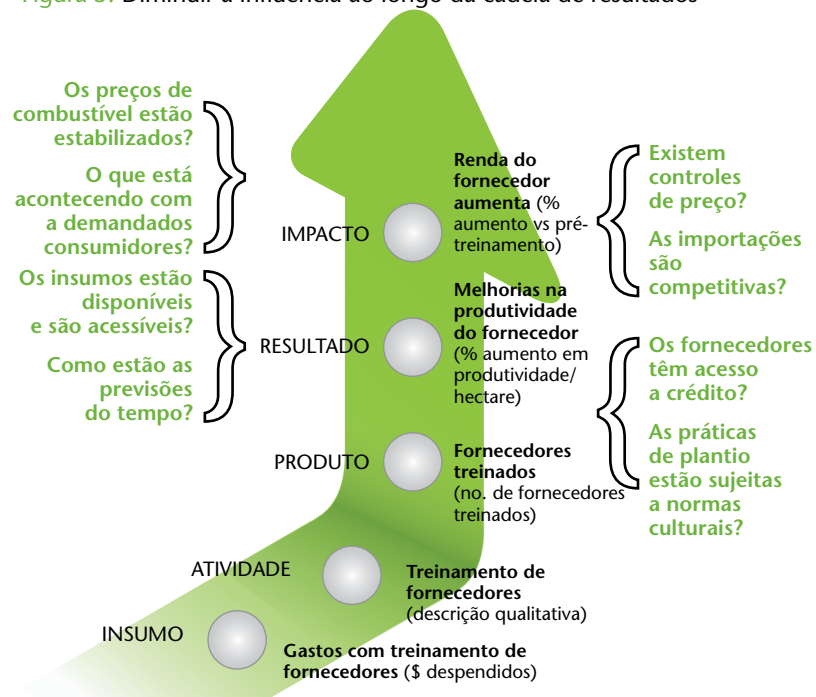 Figura 5: Diminuir a influência ao longo da cadeia de resultados
Os preços de
combustível estão
estabilizados?
O que está
acontecendo com
a demandados
consumidores?
IMPACTO
Renda do
fornecedor
aumenta (%
aumento vs pré-
treinamento)
Existem
controles
de preço?
As importações
são
competitivas?
Os insumos estão
disponíveis
e são acessíveis?
Como estão as
previsões
do tempo?
RESULTADO
Melhorias na
produtividade
do fornecedor
(% aumento em
produtividade/
hectare)
Os fornecedores
têm acesso
a crédito?
As práticas
de plantio
estão sujeitas
a normas
culturais?
PRODUTO
Fornecedores
treinados
(no. de fornecedores
treinados)
ATIVIDADE
Treinamento de
fornecedores
(descrição qualitativa)
INSUMO
Gastos com treinamento de
fornecedores ($ despendidos)